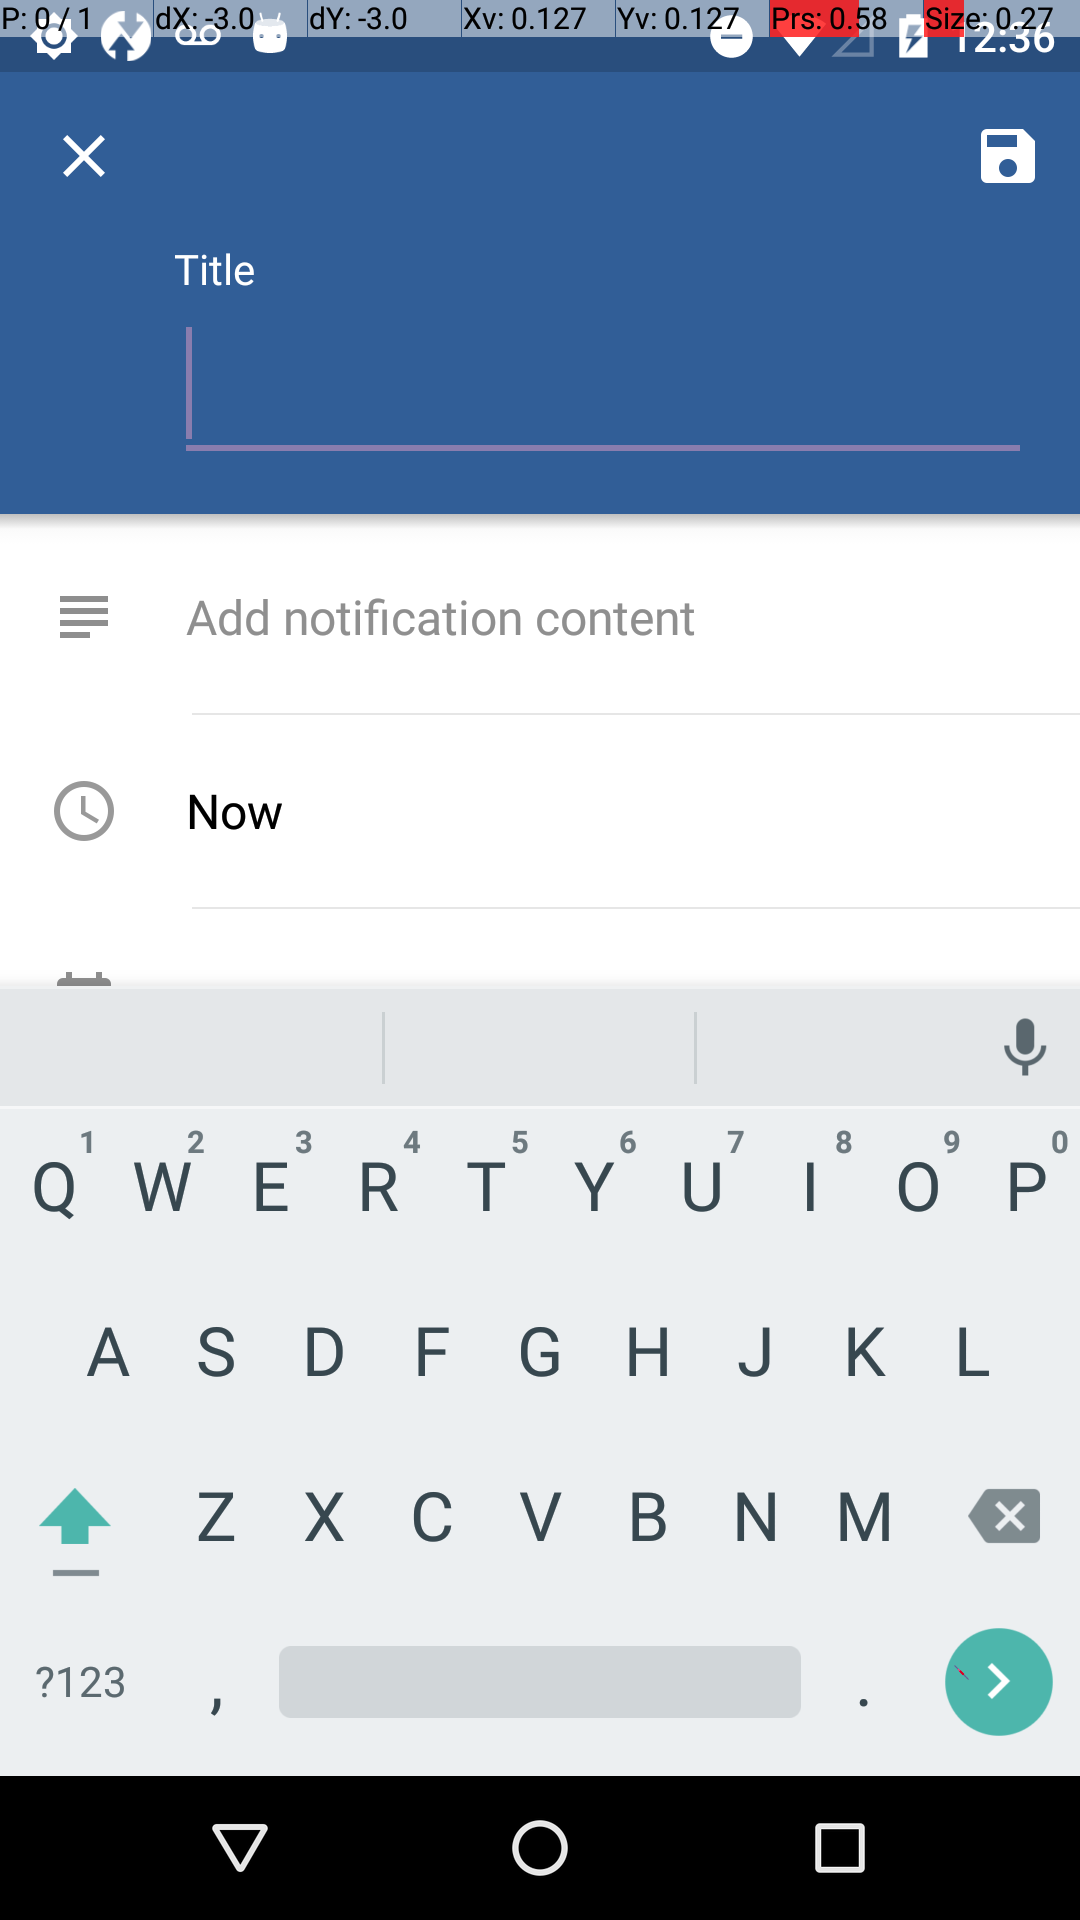 P: 0 / 1 dX: -3.0 dY: -3.0 Xv: 0.127 Yv: 0.127 Prs: 0.58 Size: 0.27
12:36
Title
Add notification content
Now
1 2 3 4 5 6 7 8 9 0
Q W E R T Y U I O P
A S D F G H J K L
Z X C V B N M
?123 , .